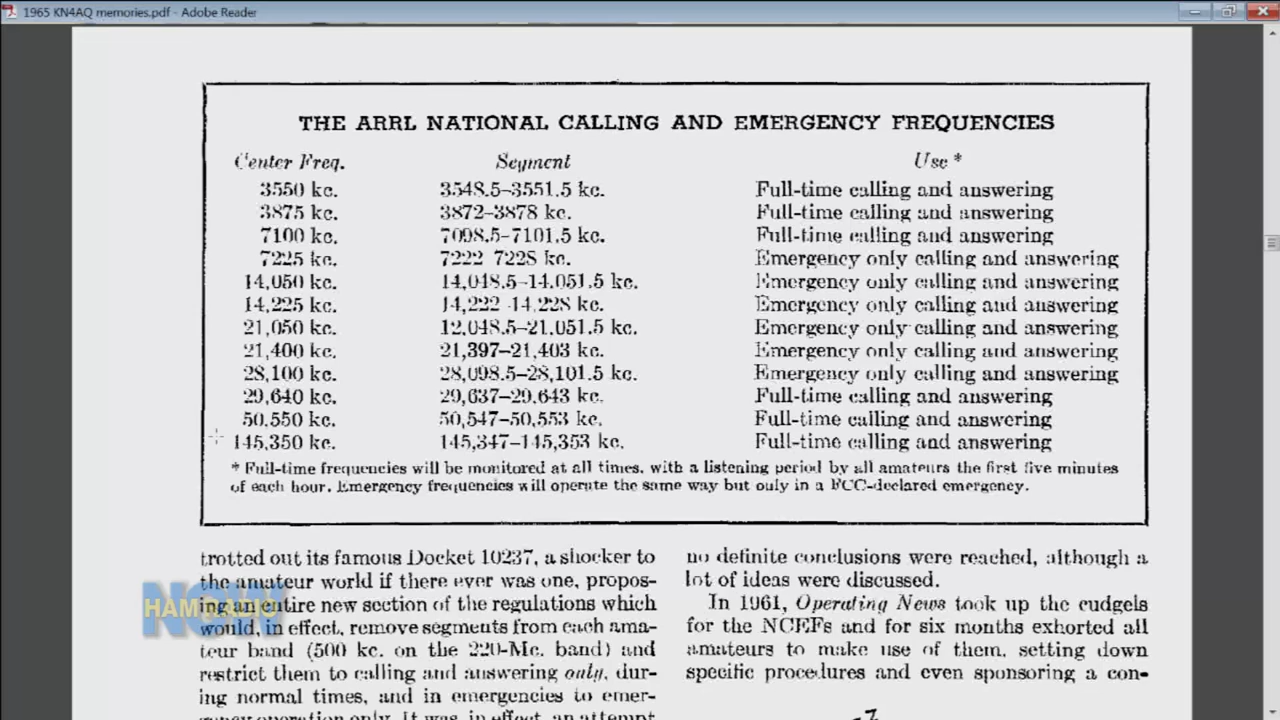 1965 KN4AQ memories.pdf - Adobe Reader
THE ARRL NATIONAL CALLING AND EMERGENCY FREQUENCIES
Center Freq. Segment Use *
3550 kc. 3548.5–3551.5 kc. Full-time calling and answering
3875 kc. 3872–3878 kc. Full-time calling and answering
7100 kc. 7098.5–7101.5 kc. Full-time calling and answering
7225 kc. 7222 7228 kc. Emergency only calling and answering
14,050 kc. 14,048.5–14.051.5 kc. Emergency only calling and answering
14,225 kc. 14,222 14,228 kc. Emergency only calling and answering
21,050 kc. 12,048.5–21,051.5 kc. Emergency only calling and answering
21,400 kc. 21,397–21,403 kc. Emergency only calling and answering
28,100 kc. 28,098.5–28,101.5 kc. Emergency only calling and answering
29,640 kc. 29,637–29,643 kc. Full-time calling and answering
50,550 kc. 50,547–50,553 kc. Full-time calling and answering
145,350 kc. 145,347–145,353 kc. Full-time calling and answering
* Full-time frequencies will be monitored at all times, with a listening period by all amateurs the first five minutes
of each hour. Emergency frequencies will operate the same way but only in a FCC-declared emergency.
trotted out its famous Docket 10237, a shocker to
the amateur world if there ever was one, propos-
ing an entire new section of the regulations which
would, in effect, remove segments from each ama-
teur band (500 kc. on the 220-Mc. band) and
restrict them to calling and answering only, dur-
ing normal times, and in emergencies to emer-
gency operation only. It was, in effect, an attempt
no definite conclusions were reached, although a
lot of ideas were discussed.
In 1961, Operating News took up the cudgels
for the NCEFs and for six months exhorted all
amateurs to make use of them, setting down
specific procedures and even sponsoring a con-
HAM RADIO
NOW